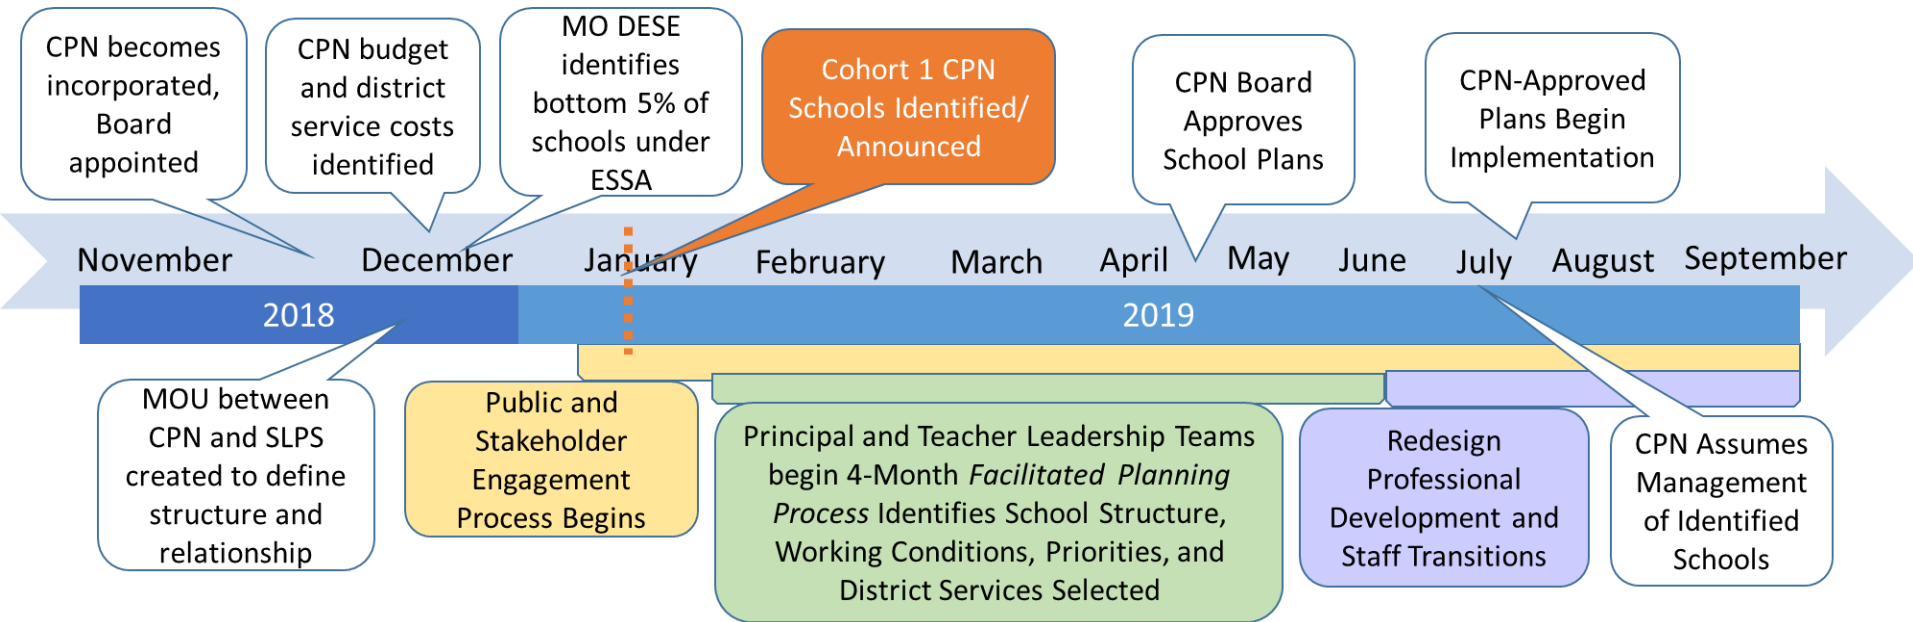 CPN becomes
incorporated,
Board
appointed
CPN budget
and district
service costs
identified
MO DESE
identifies
bottom 5% of
schools under
ESSA
Cohort 1 CPN
Schools Identified/
Announced
CPN Board
Approves
School Plans
CPN-Approved
Plans Begin
Implementation
November December January February March April May June July August September
2018 2019
MOU between
CPN and SLPS
created to define
structure and
relationship
Public and
Stakeholder
Engagement
Process Begins
Principal and Teacher Leadership Teams
begin 4-Month Facilitated Planning
Process Identifies School Structure,
Working Conditions, Priorities, and
District Services Selected
Redesign
Professional
Development and
Staff Transitions
CPN Assumes
Management
of Identified
Schools